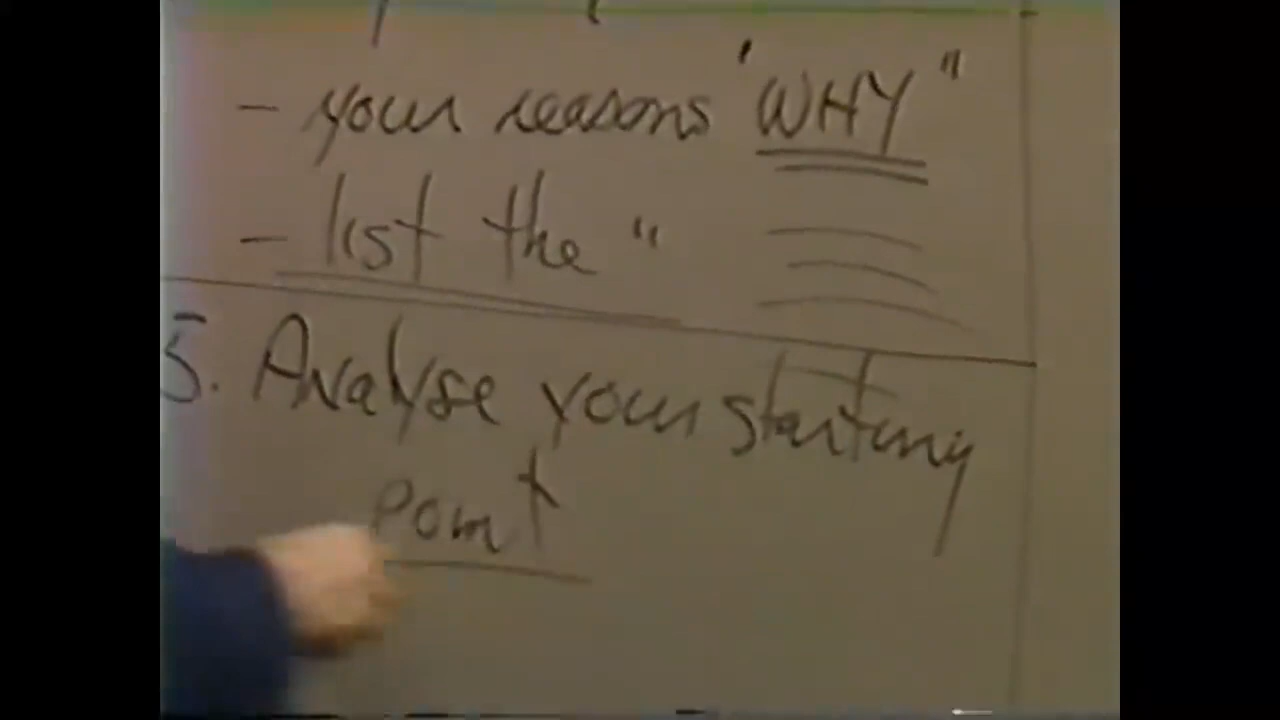 - your reasons "WHY"
- list the "
5. Analyse your starting
point